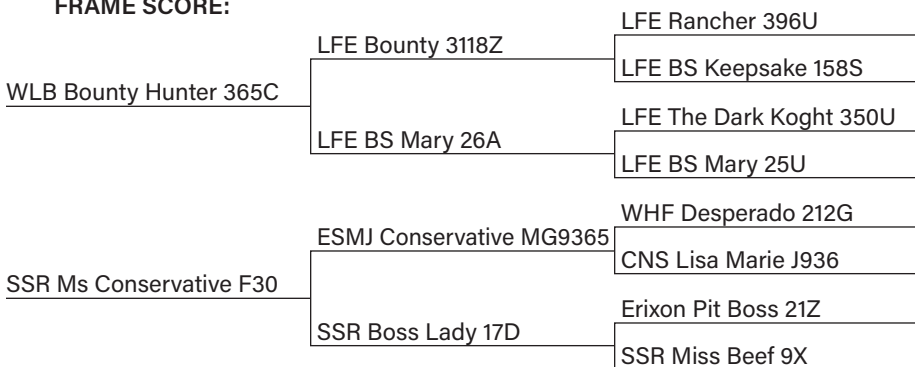 FRAME SCORE:
LFE Rancher 396U
LFE Bounty 3118Z
LFE BS Keepsake 158S
WLB Bounty Hunter 365C
LFE The Dark Koght 350U
LFE BS Mary 26A
LFE BS Mary 25U
WHF Desperado 212G
ESMJ Conservative MG9365
CNS Lisa Marie J936
SSR Ms Conservative F30
Erixon Pit Boss 21Z
SSR Boss Lady 17D
SSR Miss Beef 9X